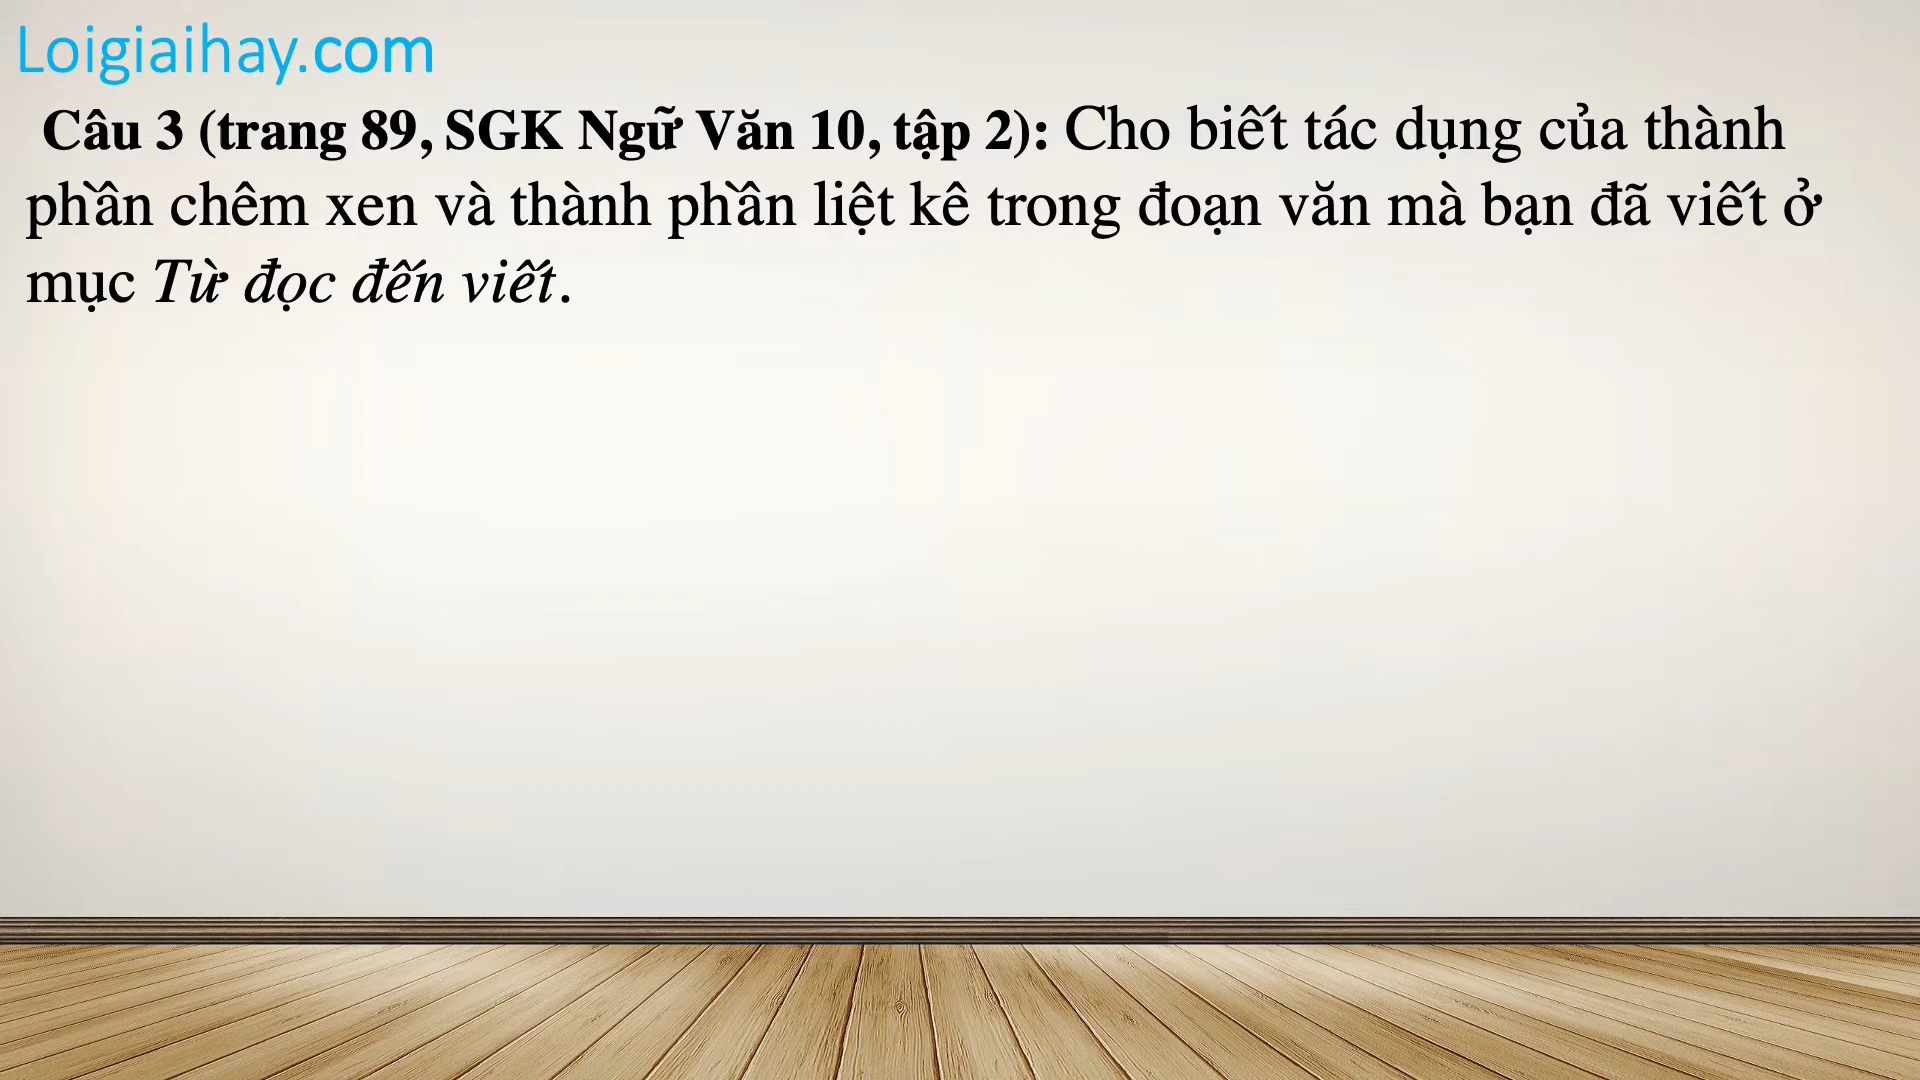 Loigiaihay.com
Câu 3 (trang 89, SGK Ngữ Văn 10, tập 2): Cho biết tác dụng của thành
phần chêm xen và thành phần liệt kê trong đoạn văn mà bạn đã viết ở
mục Từ đọc đến viết.